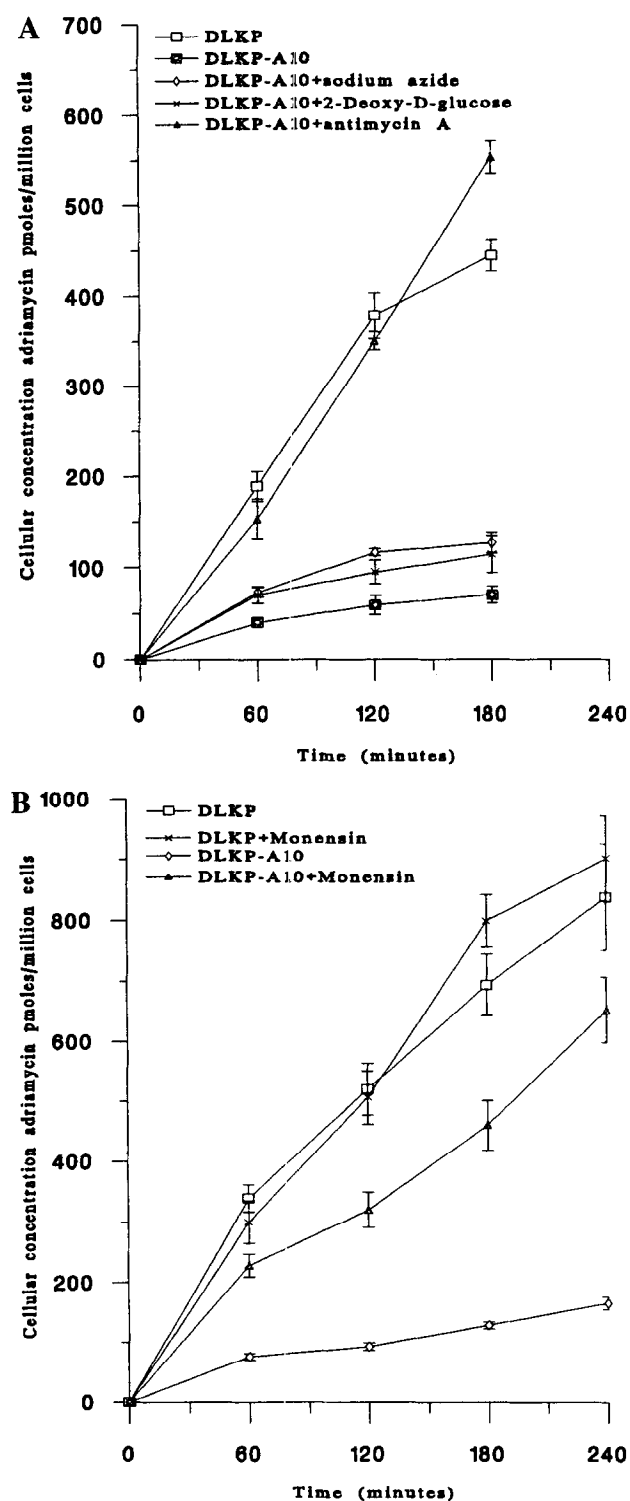 A
700
600
500
400
300
200
100
0
Cellular concentration adriamycin pmoles/million cells
DLKP
DLKP-A10
DLKP-A10+sodium azide
DLKP-A10+2-Deoxy-D-glucose
DLKP-A10+antimycin A
0 60 120 180 240
Time (minutes)
B
1000
800
600
400
200
0
Cellular concentration adriamycin pmoles/million cells
DLKP
DLKP+Monensin
DLKP-A10
DLKP-A10+Monensin
0 60 120 180 240
Time (minutes)